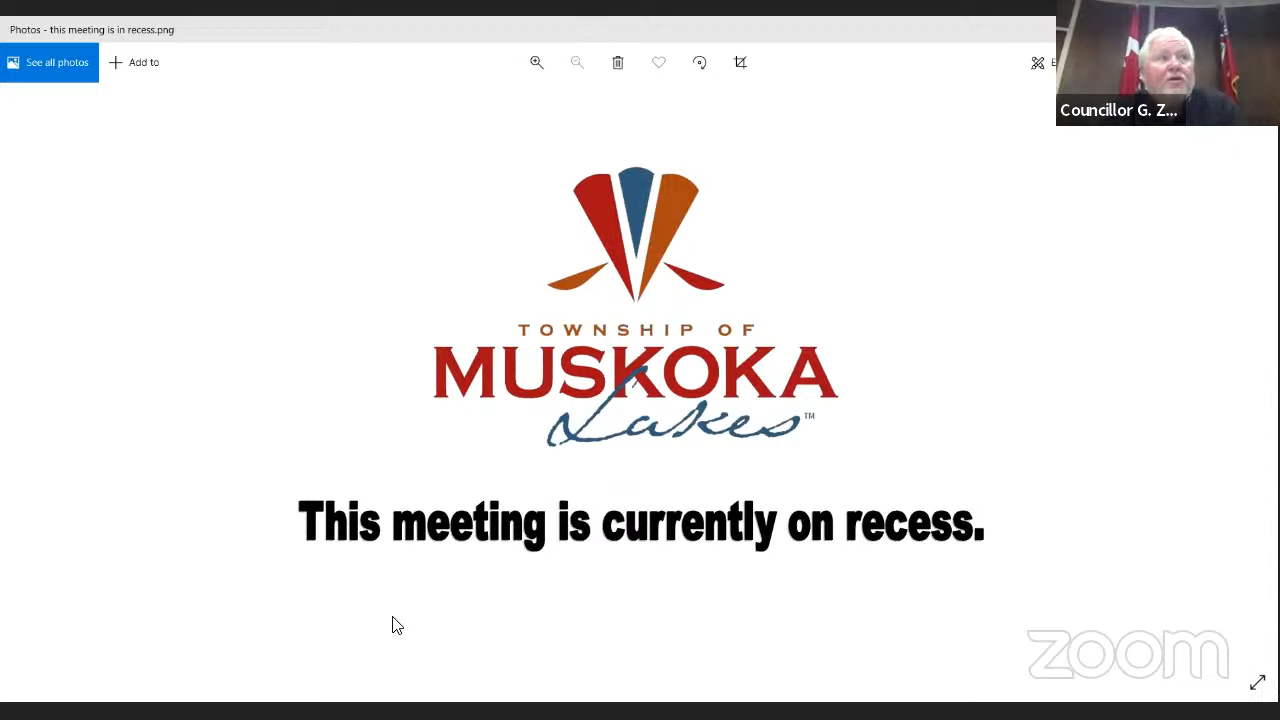 Photos - this meeting is in recess.png
See all photos
Add to
E
Councillor G. Z...
TOWNSHIP OF
MUSKOKA
Lakes™
This meeting is currently on recess.
zoom